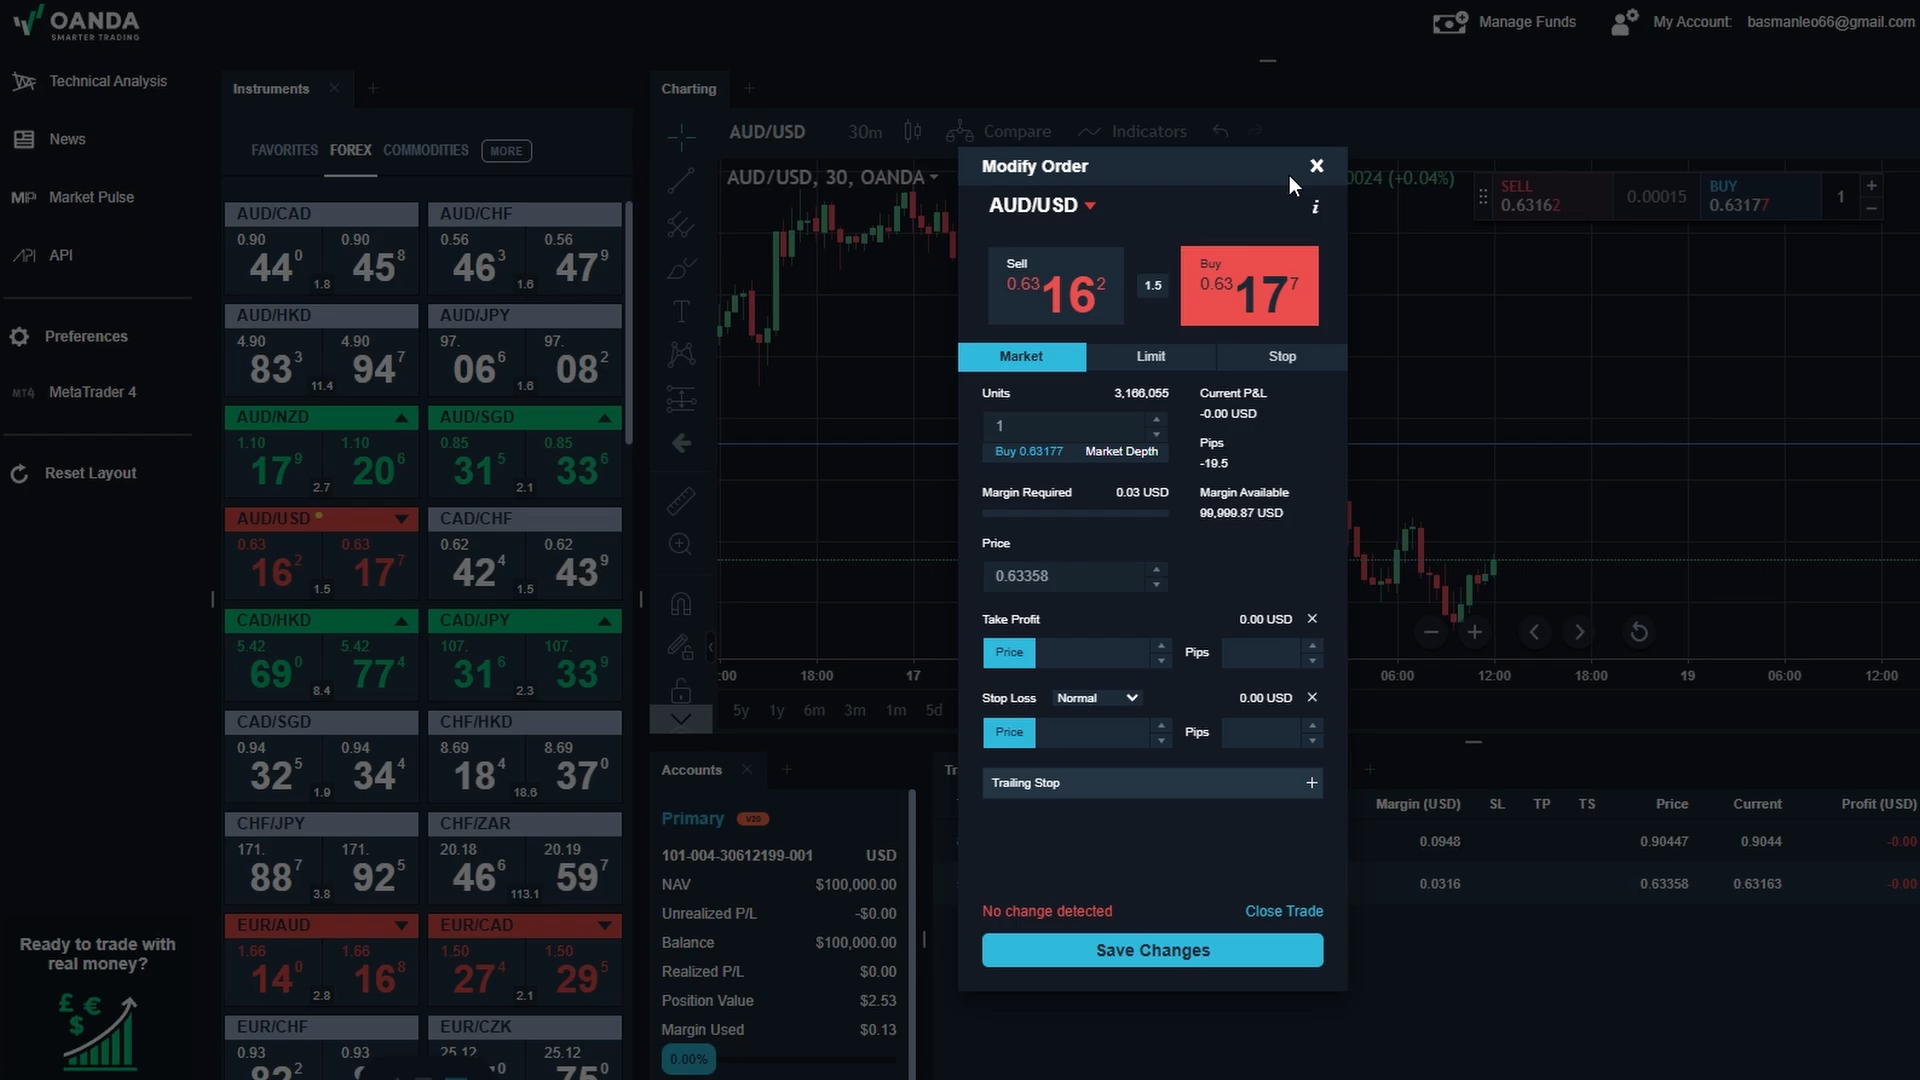 OANDA
SMARTER TRADING
Manage Funds
My Account: basmanleo66@gmail.com
Technical Analysis
News
MP Market Pulse
API API
Preferences
MT4 MetaTrader 4
Reset Layout
Ready to trade with
real money?
£ €
$
Instruments
FAVORITES FOREX COMMODITIES MORE
AUD/CAD
0.90 44 0 1.8 0.90 45 8
AUD/CHF
0.56 46 3 1.6 0.56 47 9
AUD/HKD
4.90 83 3 11.4 4.90 94 7
AUD/JPY
97. 06 6 1.6 97. 08 2
AUD/NZD
1.10 17 9 2.7 1.10 20 6
AUD/SGD
0.85 31 5 2.1 0.85 33 6
AUD/USD
0.63 16 2 1.5 0.63 17 7
CAD/CHF
0.62 42 4 1.5 0.62 43 9
CAD/HKD
5.42 69 0 8.4 5.42 77 4
CAD/JPY
107. 31 6 2.3 107. 33 9
CAD/SGD
0.94 32 5 1.9 0.94 34 4
CHF/HKD
8.69 18 4 18.6 8.69 37 0
CHF/JPY
171. 88 7 3.8 171. 92 5
CHF/ZAR
20.18 46 6 113.1 20.19 59 7
EUR/AUD
1.66 14 0 2.8 1.66 16 8
EUR/CAD
1.50 27 4 2.1 1.50 29 5
EUR/CHF
0.93 0.93
EUR/CZK
25.12 25.12
Charting
AUD/USD 30m Compare Indicators
AUD/USD, 30, OANDA
0024 (+0.04%)
SELL
0.63162
0.00015
BUY
0.63177
1
:00 18:00 17 06:00 12:00 18:00 19 06:00 12:00
5y 1y 6m 3m 1m 5d
Modify Order
AUD/USD
i
Sell
0.63 16 2
1.5
Buy
0.63 17 7
Market Limit Stop
Units 3,166,055
1
Buy 0.63177 Market Depth
Current P&L
-0.00 USD
Pips
-19.5
Margin Required 0.03 USD
Margin Available
99,999.87 USD
Price
0.63358
Take Profit 0.00 USD
Price Pips
Stop Loss Normal 0.00 USD
Price Pips
Trailing Stop
No change detected Close Trade
Save Changes
Accounts
Primary V20
101-004-30612199-001 USD
NAV $100,000.00
Unrealized P/L -$0.00
Balance $100,000.00
Realized P/L $0.00
Position Value $2.53
Margin Used $0.13
0.00%
Tr
Margin (USD) SL TP TS Price Current Profit (USD)
0.0948 0.90447 0.9044 -0.00
0.0316 0.63358 0.63163 -0.00